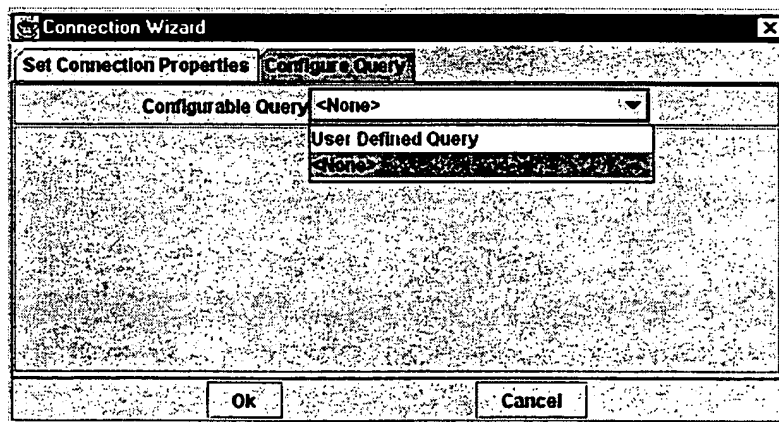 Connection Wizard
Set Connection Properties Configure Query
Configurable Query <None>
User Defined Query
<None>
Ok Cancel